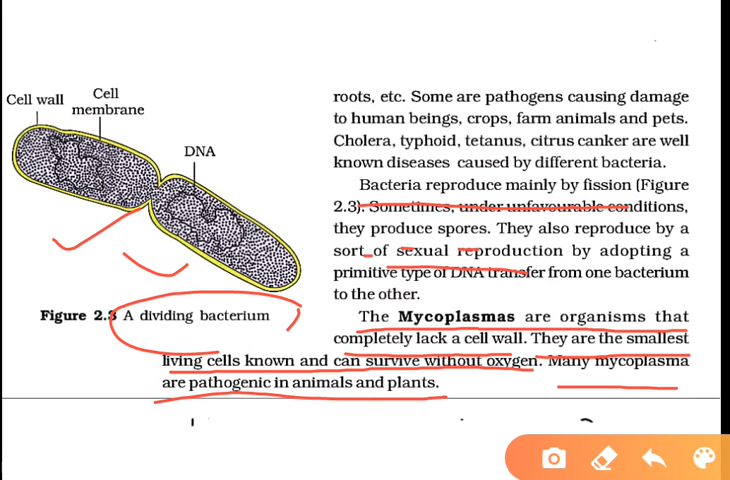 Cell wall
Cell
membrane
DNA
Figure 2.3 A dividing bacterium
roots, etc. Some are pathogens causing damage
to human beings, crops, farm animals and pets.
Cholera, typhoid, tetanus, citrus canker are well
known diseases caused by different bacteria.
Bacteria reproduce mainly by fission (Figure
2.3). Sometimes, under unfavourable conditions,
they produce spores. They also reproduce by a
sort of sexual reproduction by adopting a
primitive type of DNA transfer from one bacterium
to the other.
The Mycoplasmas are organisms that
completely lack a cell wall. They are the smallest
living cells known and can survive without oxygen. Many mycoplasma
are pathogenic in animals and plants.